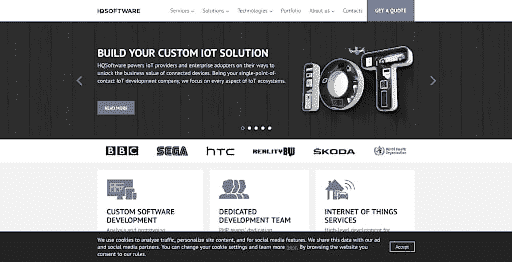 HQSOFTWARE
Services Solutions Technologies Portfolio About us Contacts GET A QUOTE
BUILD YOUR CUSTOM IOT SOLUTION
HQSoftware powers IoT providers and enterprise adopters on their ways to
unlock the business value of connected devices. Being your single-point-of-
contact IoT development company, we focus on every aspect of IoT ecosystems.
READ MORE
IOT
BBC SEGA hTC REALITYBLU ŠKODA World Health
Organization
CUSTOM SOFTWARE
DEVELOPMENT
DEDICATED
DEVELOPMENT TEAM
INTERNET OF THINGS
SERVICES
We use cookies to analyze traffic, personalize site content, and for social media features. We share this data with our ad
and social media partners. You can change your cookie settings and learn more here. By browsing the website you
consent to our rules.
Accept